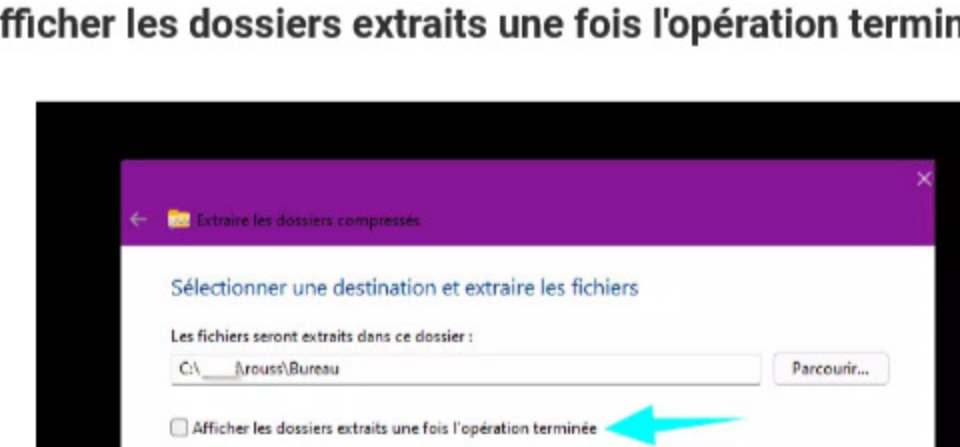 fficher les dossiers extraits une fois l'opération termin
Extraire les dossiers compressés
Sélectionner une destination et extraire les fichiers
Les fichiers seront extraits dans ce dossier :
C:\____\rouss\Bureau
Parcourir...
Afficher les dossiers extraits une fois l'opération terminée